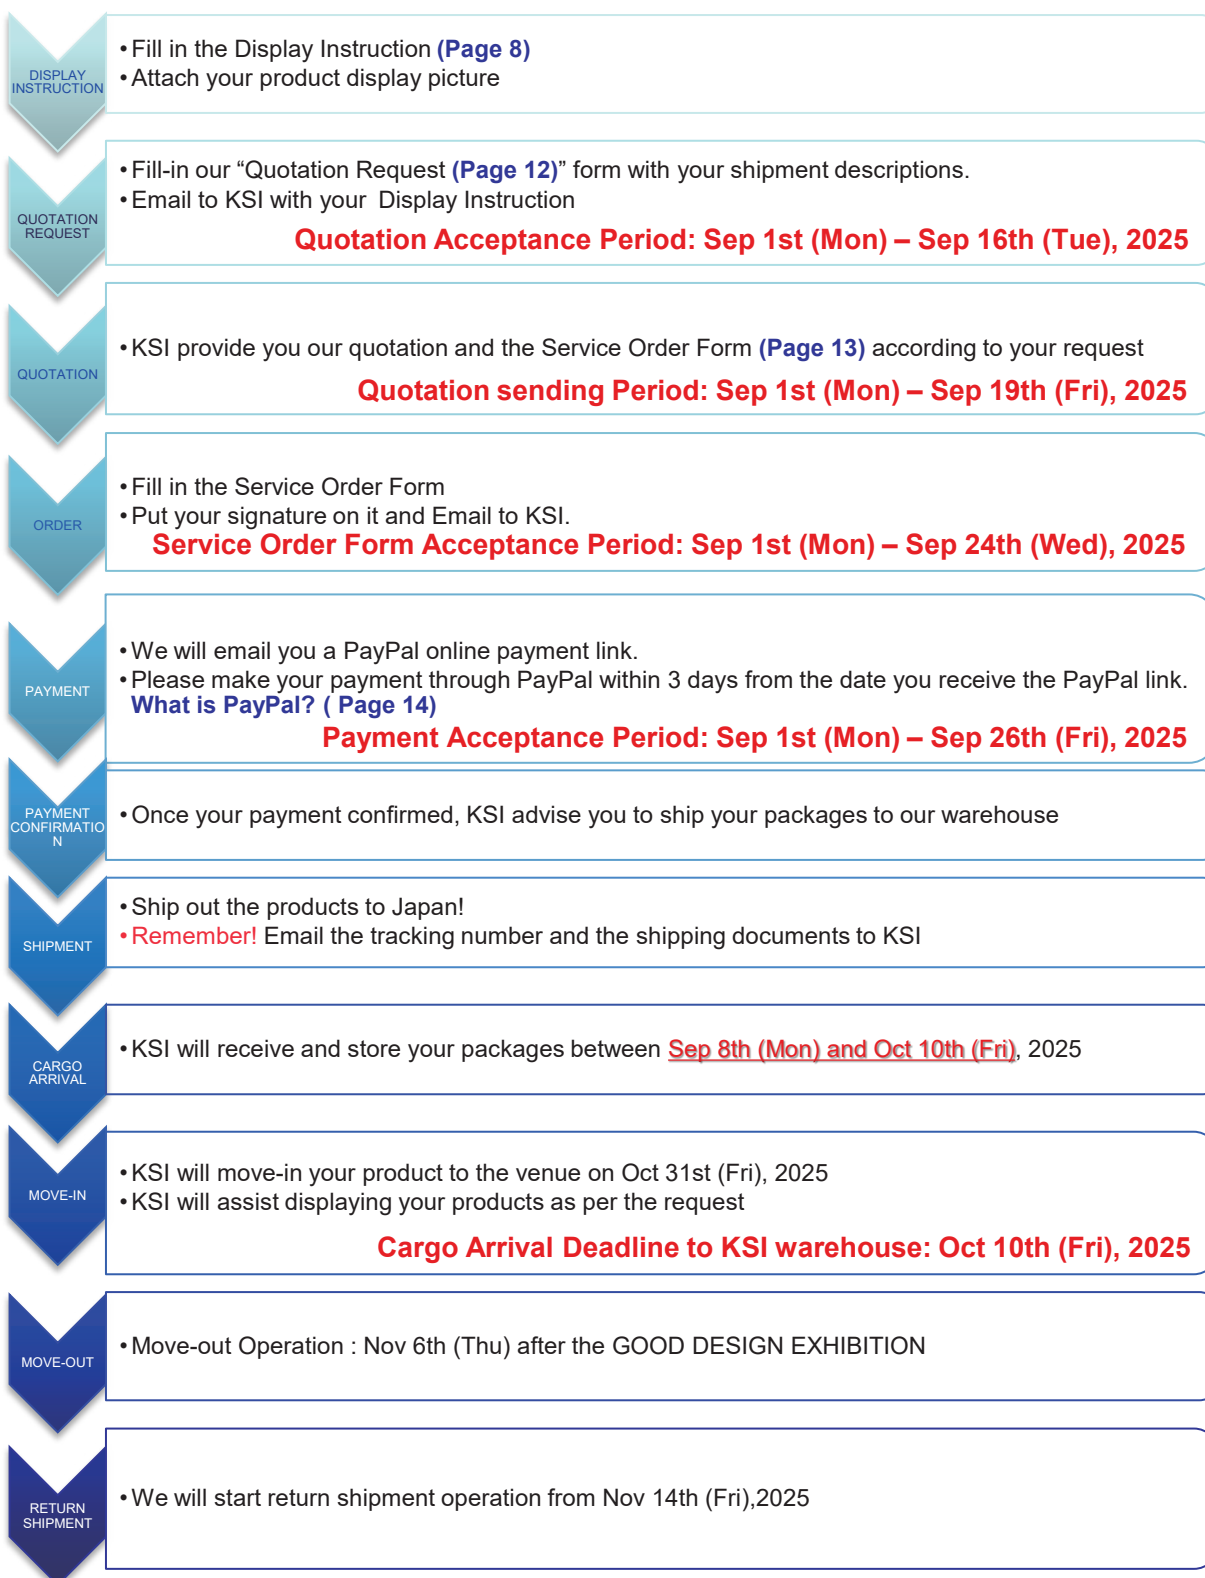 DISPLAY
INSTRUCTION
• Fill in the Display Instruction (Page 8)
• Attach your product display picture
QUOTATION
REQUEST
• Fill-in our “Quotation Request (Page 12)” form with your shipment descriptions.
• Email to KSI with your Display Instruction
Quotation Acceptance Period: Sep 1st (Mon) – Sep 16th (Tue), 2025
QUOTATION
• KSI provide you our quotation and the Service Order Form (Page 13) according to your request
Quotation sending Period: Sep 1st (Mon) – Sep 19th (Fri), 2025
ORDER
• Fill in the Service Order Form
• Put your signature on it and Email to KSI.
Service Order Form Acceptance Period: Sep 1st (Mon) – Sep 24th (Wed), 2025
PAYMENT
• We will email you a PayPal online payment link.
• Please make your payment through PayPal within 3 days from the date you receive the PayPal link.
What is PayPal? ( Page 14)
Payment Acceptance Period: Sep 1st (Mon) – Sep 26th (Fri), 2025
PAYMENT
CONFIRMATIO
N
• Once your payment confirmed, KSI advise you to ship your packages to our warehouse
SHIPMENT
• Ship out the products to Japan!
• Remember! Email the tracking number and the shipping documents to KSI
CARGO
ARRIVAL
• KSI will receive and store your packages between Sep 8th (Mon) and Oct 10th (Fri), 2025
MOVE-IN
• KSI will move-in your product to the venue on Oct 31st (Fri), 2025
• KSI will assist displaying your products as per the request
Cargo Arrival Deadline to KSI warehouse: Oct 10th (Fri), 2025
MOVE-OUT
• Move-out Operation : Nov 6th (Thu) after the GOOD DESIGN EXHIBITION
RETURN
SHIPMENT
• We will start return shipment operation from Nov 14th (Fri),2025